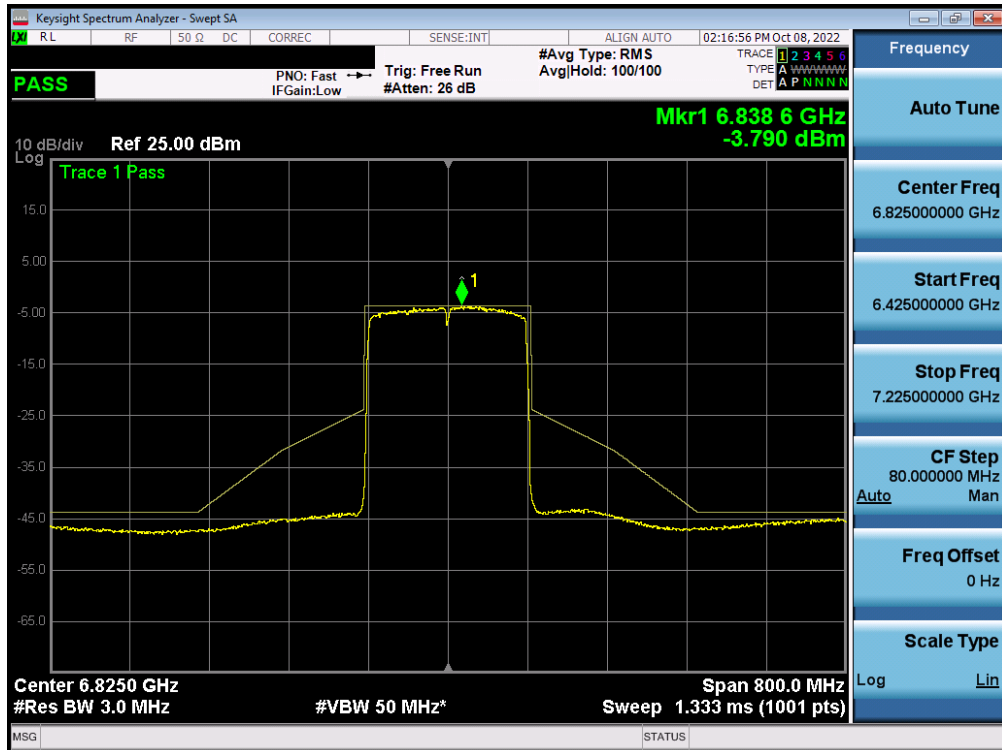 Keysight Spectrum Analyzer - Swept SA
LXI RL RF 50 Ω DC CORREC SENSE:INT ALIGN AUTO 02:16:56 PM Oct 08, 2022
PASS
PNO: Fast
IFGain:Low
Trig: Free Run
#Atten: 26 dB
#Avg Type: RMS
Avg|Hold: 100/100
TRACE 1 2 3 4 5 6
TYPE A WWWWW
DET A P N N N N
Mkr1 6.838 6 GHz
-3.790 dBm
10 dB/div Ref 25.00 dBm
Log
Trace 1 Pass
15.0
5.00
1
-5.00
-15.0
-25.0
-35.0
-45.0
-55.0
-65.0
Center 6.8250 GHz Span 800.0 MHz
#Res BW 3.0 MHz #VBW 50 MHz* Sweep 1.333 ms (1001 pts)
MSG STATUS
Frequency
Auto Tune
Center Freq
6.825000000 GHz
Start Freq
6.425000000 GHz
Stop Freq
7.225000000 GHz
CF Step
80.000000 MHz
Auto Man
Freq Offset
0 Hz
Scale Type
Log Lin